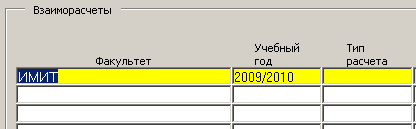 Взаиморасчеты
Факультет
Учебный
год
Тип
расчета
ИМИТ
2009/2010